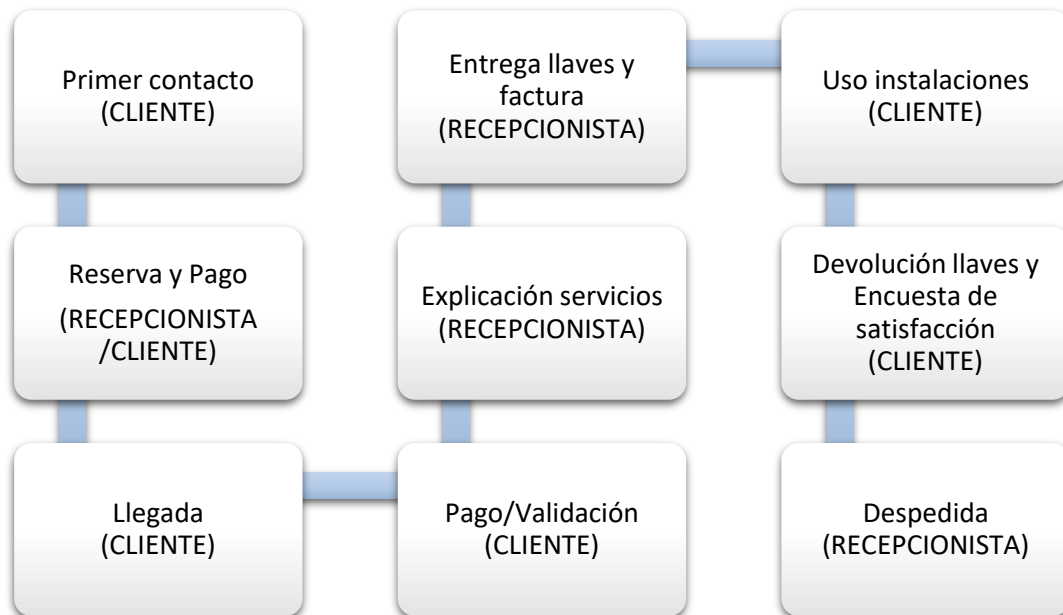 Primer contacto
(CLIENTE)
Reserva y Pago
(RECEPCIONISTA
/CLIENTE)
Llegada
(CLIENTE)
Pago/Validación
(CLIENTE)
Explicación servicios
(RECEPCIONISTA)
Entrega llaves y
factura
(RECEPCIONISTA)
Uso instalaciones
(CLIENTE)
Devolución llaves y
Encuesta de
satisfacción
(CLIENTE)
Despedida
(RECEPCIONISTA)